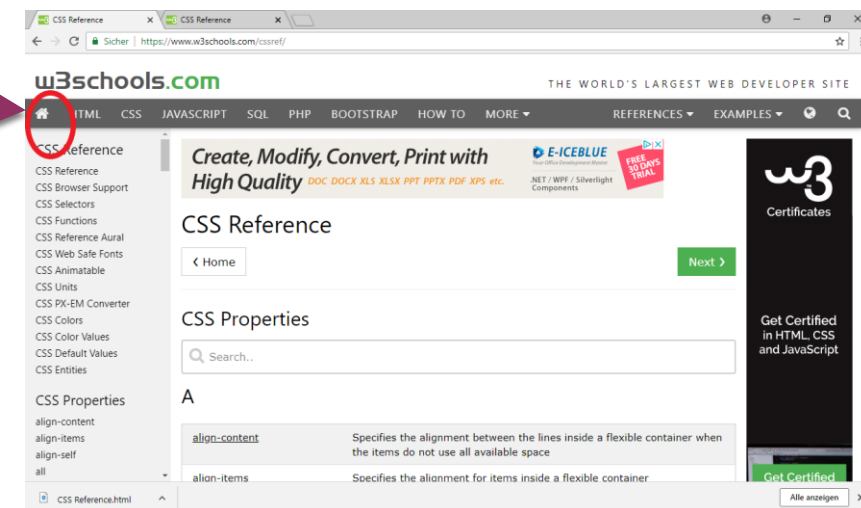 CSS Reference
CSS Reference
Sicher
https://www.w3schools.com/cssref/
w3schools.com
THE WORLD'S LARGEST WEB DEVELOPER SITE
HTML CSS JAVASCRIPT SQL PHP BOOTSTRAP HOW TO MORE REFERENCES EXAMPLES
CSS Reference
CSS Reference
CSS Browser Support
CSS Selectors
CSS Functions
CSS Reference Aural
CSS Web Safe Fonts
CSS Animatable
CSS Units
CSS PX-EM Converter
CSS Colors
CSS Color Values
CSS Default Values
CSS Entities
CSS Properties
align-content
align-items
align-self
all
Create, Modify, Convert, Print with
High Quality DOC DOCX XLS XLSX PPT PPTX PDF XPS etc.
E-ICEBLUE
Your Office Development Master
.NET / WPF / Silverlight
Components
FREE
30 DAYS
TRIAL
CSS Reference
❮ Home
Next ❯
CSS Properties
Search..
A
align-content Specifies the alignment between the lines inside a flexible container when
the items do not use all available space
align-items Specifies the alignment for items inside a flexible container
w3
Certificates
Get Certified
in HTML, CSS
and JavaScript
Get Certified
CSS Reference.html
Alle anzeigen